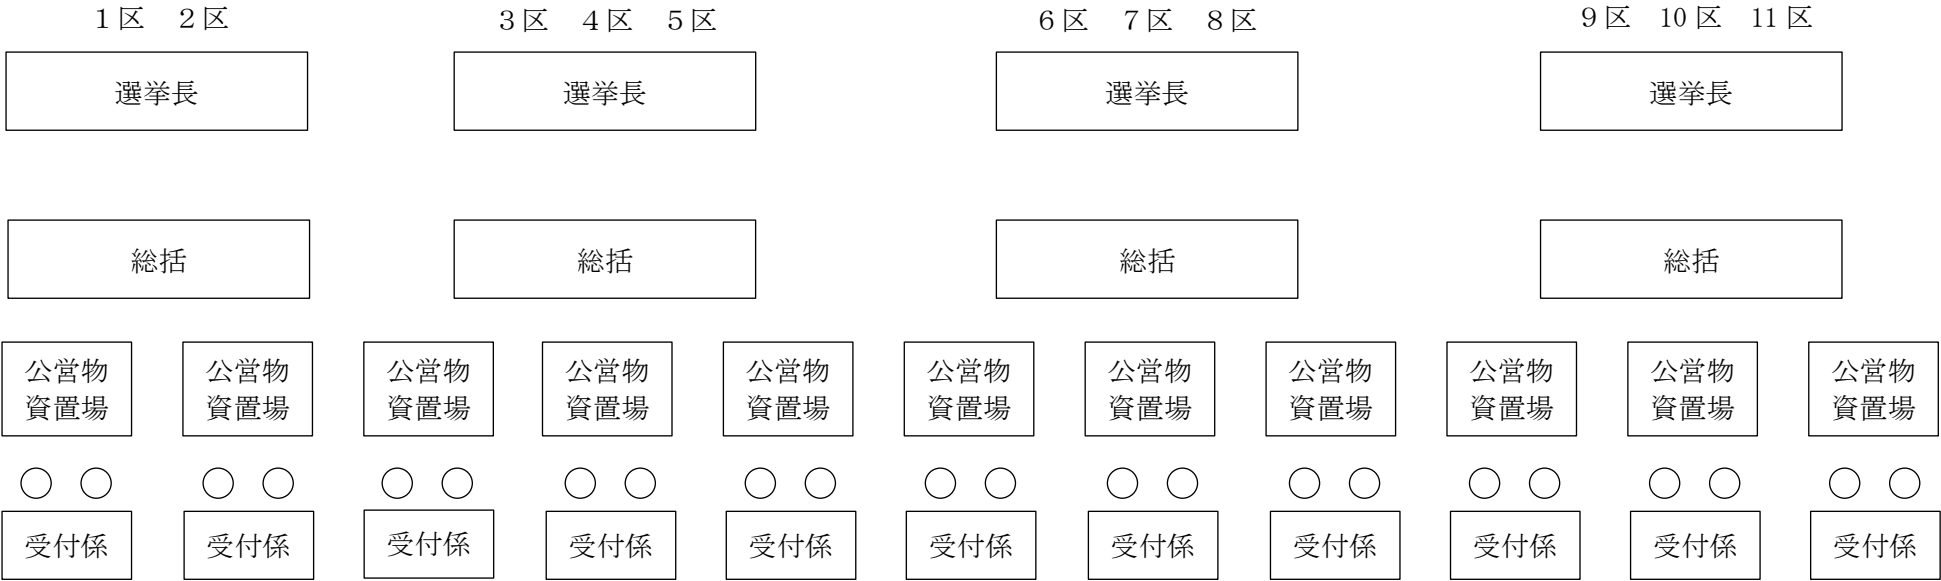 １区　２区　３区　４区　５区　６区　７区　８区　９区　10区　11区
選挙長　選挙長　選挙長　選挙長
総括　総括　総括　総括
公営物　公営物　公営物　公営物　公営物　公営物　公営物　公営物　公営物　公営物　公営物
資置場　資置場　資置場　資置場　資置場　資置場　資置場　資置場　資置場　資置場　資置場
受付係　受付係　受付係　受付係　受付係　受付係　受付係　受付係　受付係　受付係　受付係